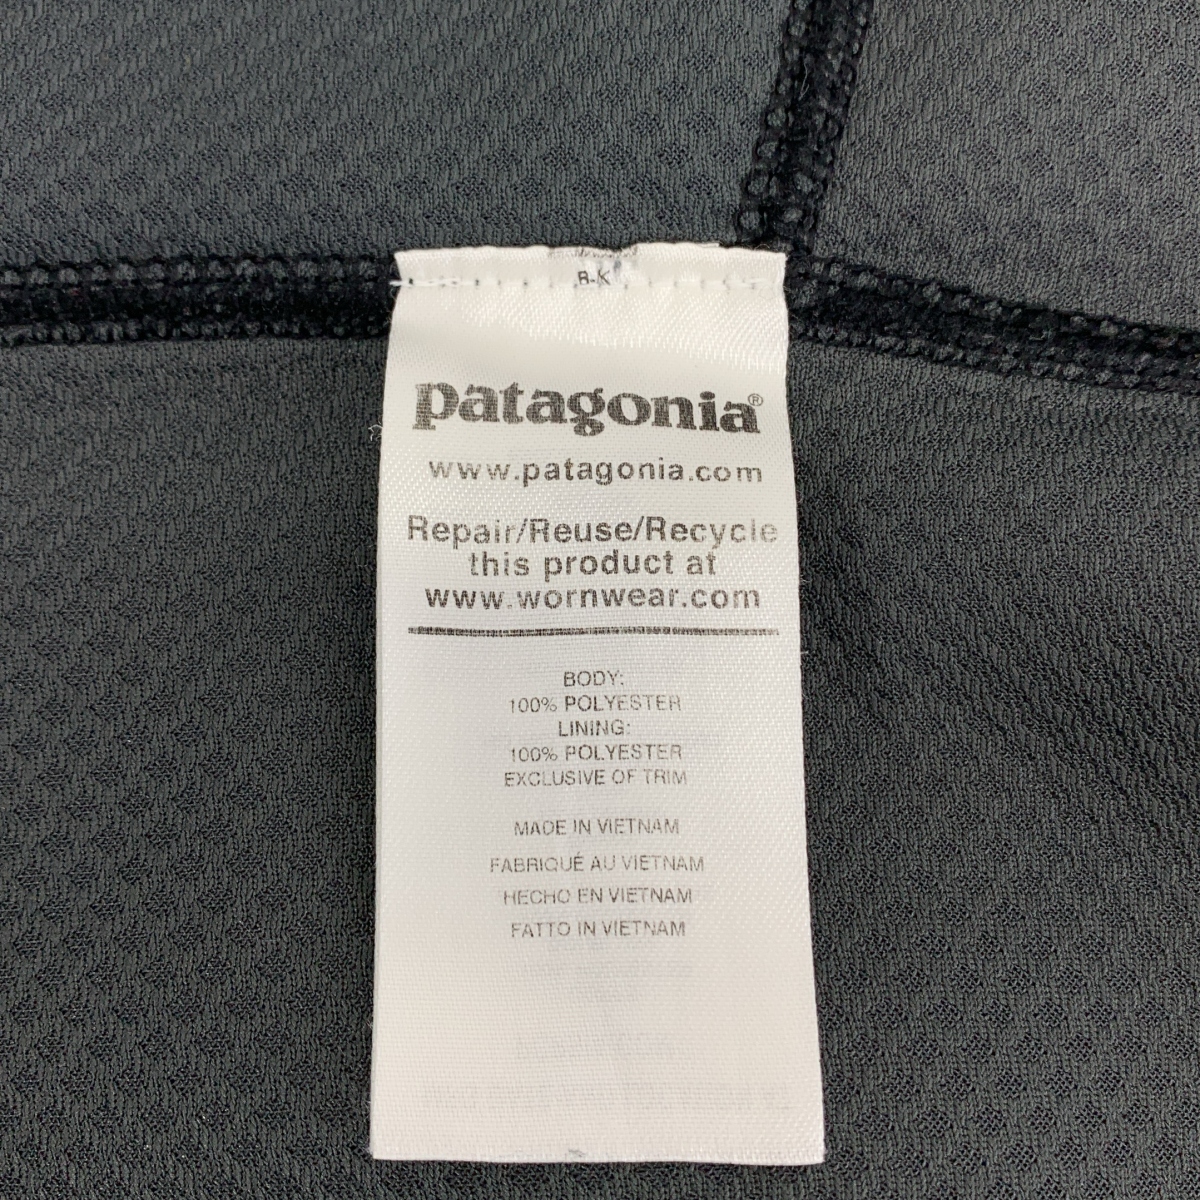 patagonia®
www.patagonia.com
Repair/Reuse/Recycle
this product at
www.wornwear.com
BODY:
100% POLYESTER
LINING:
100% POLYESTER
EXCLUSIVE OF TRIM
MADE IN VIETNAM
FABRIQUÉ AU VIETNAM
HECHO EN VIETNAM
FATTO IN VIETNAM